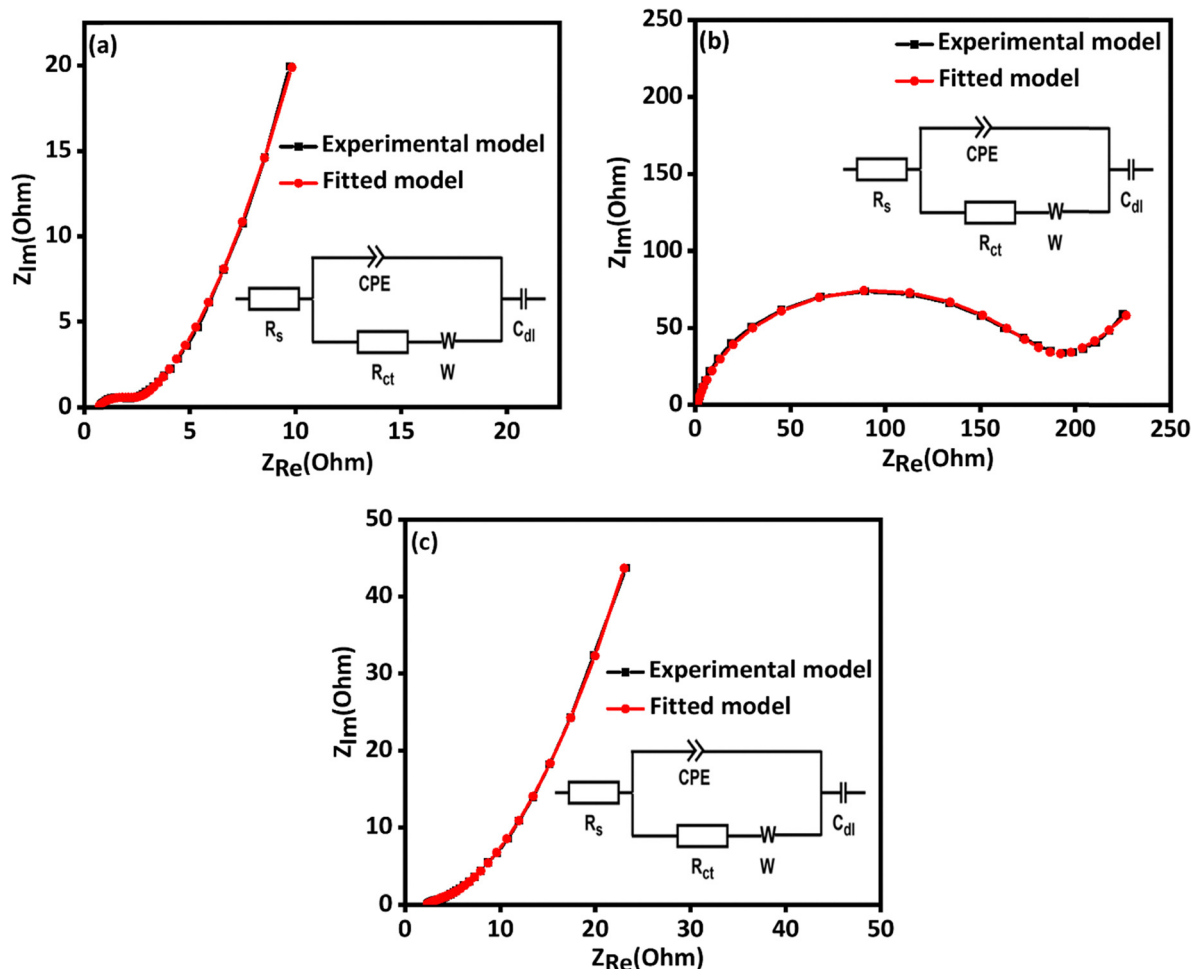 (a)
20
15
10
5
0
Z_Im(Ohm)
Experimental model
Fitted model
CPE
R_s
R_ct
W
W
C_dl
0 5 10 15 20
Z_Re(Ohm)
(b)
250
200
150
100
50
0
Z_Im(Ohm)
Experimental model
Fitted model
CPE
R_s
R_ct
W
W
C_dl
0 50 100 150 200 250
Z_Re(Ohm)
(c)
50
40
30
20
10
0
Z_Im(Ohm)
Experimental model
Fitted model
CPE
R_s
R_ct
W
W
C_dl
0 10 20 30 40 50
Z_Re(Ohm)